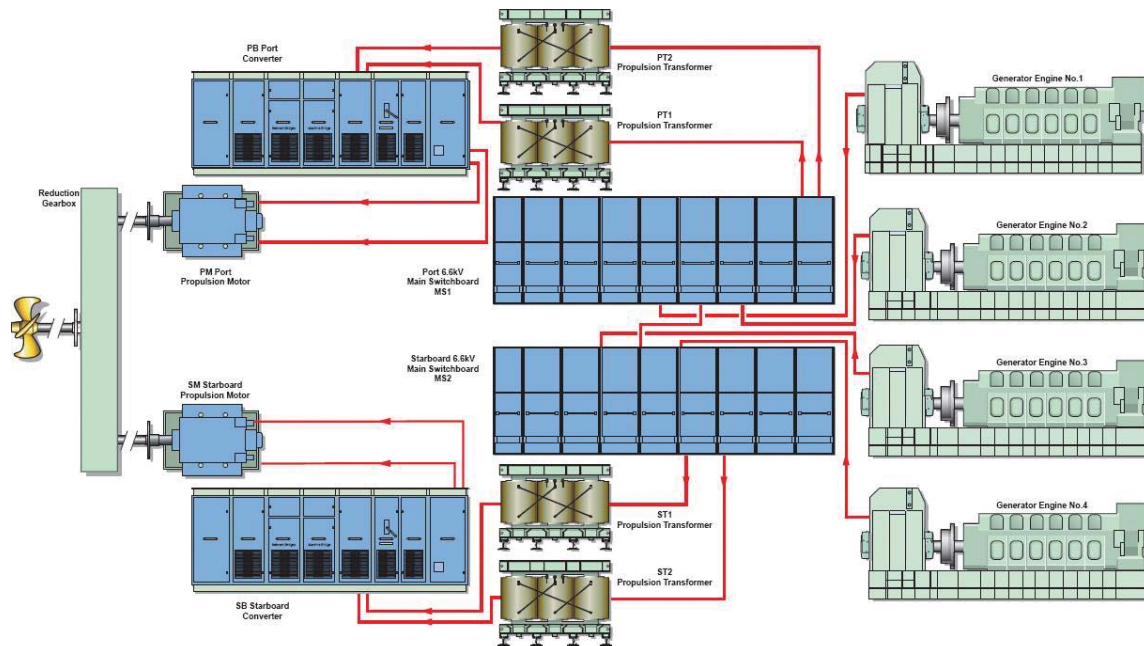 PB Port
Converter
PT2
Propulsion Transformer
Generator Engine No.1
PT1
Propulsion Transformer
Reduction
Gearbox
Generator Engine No.2
PM Port
Propulsion Motor
Port 6.6kV
Main Switchboard
MS1
Starboard 6.6kV
Main Switchboard
MS2
Generator Engine No.3
SM Starboard
Propulsion Motor
ST1
Propulsion Transformer
Generator Engine No.4
ST2
Propulsion Transformer
SB Starboard
Converter